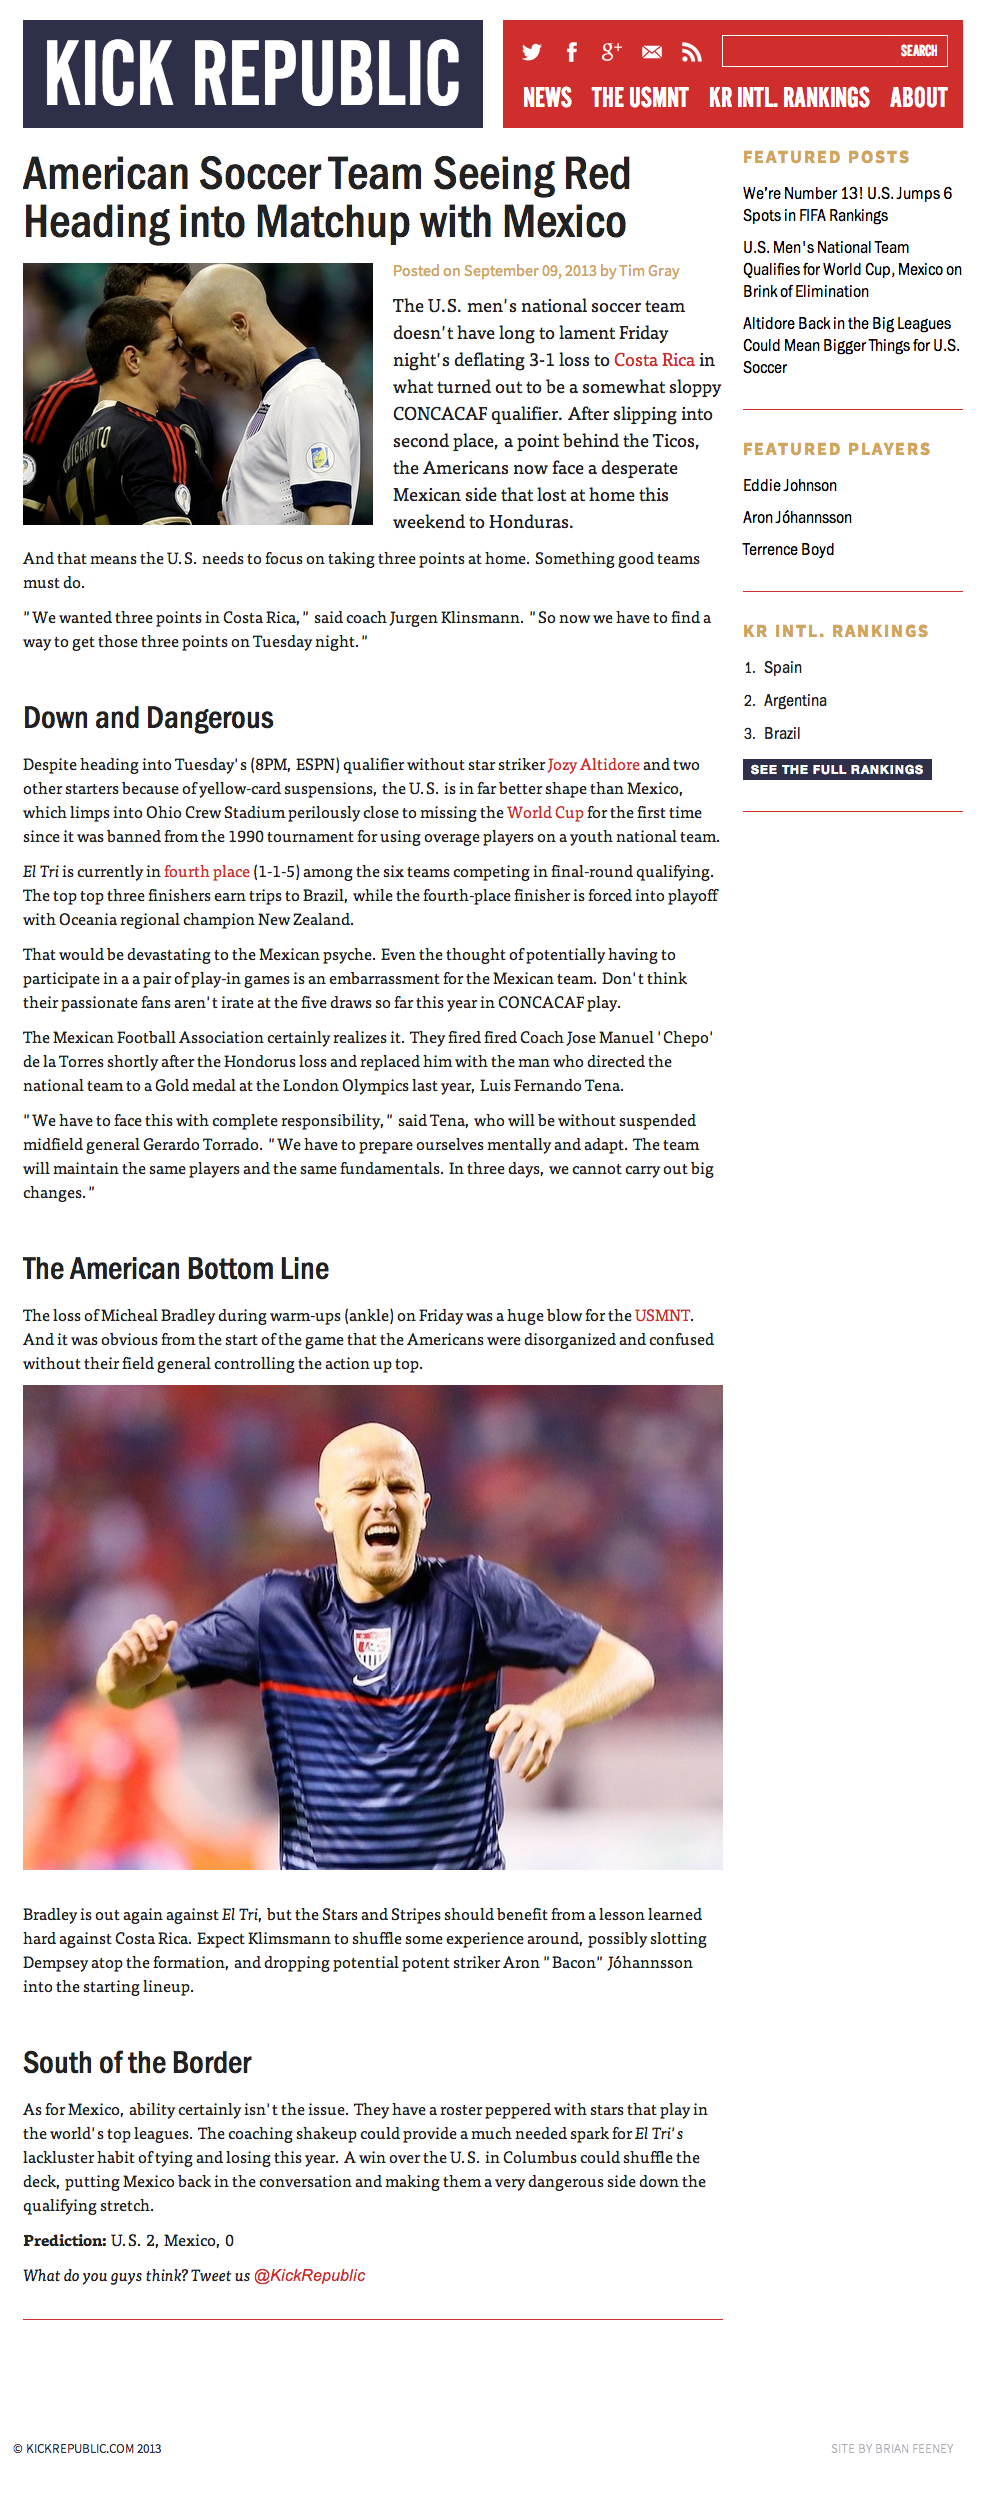 KICK REPUBLIC
SEARCH
NEWS THE USMNT KR INTL. RANKINGS ABOUT
American Soccer Team Seeing Red
Heading into Matchup with Mexico
Posted on September 09, 2013 by Tim Gray
The U.S. men's national soccer team
doesn't have long to lament Friday
night's deflating 3-1 loss to Costa Rica in
what turned out to be a somewhat sloppy
CONCACAF qualifier. After slipping into
second place, a point behind the Ticos,
the Americans now face a desperate
Mexican side that lost at home this
weekend to Honduras.
And that means the U.S. needs to focus on taking three points at home. Something good teams
must do.
"We wanted three points in Costa Rica," said coach Jurgen Klinsmann. "So now we have to find a
way to get those three points on Tuesday night."
Down and Dangerous
Despite heading into Tuesday's (8PM, ESPN) qualifier without star striker Jozy Altidore and two
other starters because of yellow-card suspensions, the U.S. is in far better shape than Mexico,
which limps into Ohio Crew Stadium perilously close to missing the World Cup for the first time
since it was banned from the 1990 tournament for using overage players on a youth national team.
El Tri is currently in fourth place (1-1-5) among the six teams competing in final-round qualifying.
The top top three finishers earn trips to Brazil, while the fourth-place finisher is forced into playoff
with Oceania regional champion New Zealand.
That would be devastating to the Mexican psyche. Even the thought of potentially having to
participate in a a pair of play-in games is an embarrassment for the Mexican team. Don't think
their passionate fans aren't irate at the five draws so far this year in CONCACAF play.
The Mexican Football Association certainly realizes it. They fired fired Coach Jose Manuel 'Chepo'
de la Torres shortly after the Hondorus loss and replaced him with the man who directed the
national team to a Gold medal at the London Olympics last year, Luis Fernando Tena.
"We have to face this with complete responsibility," said Tena, who will be without suspended
midfield general Gerardo Torrado. "We have to prepare ourselves mentally and adapt. The team
will maintain the same players and the same fundamentals. In three days, we cannot carry out big
changes."
The American Bottom Line
The loss of Micheal Bradley during warm-ups (ankle) on Friday was a huge blow for the USMNT.
And it was obvious from the start of the game that the Americans were disorganized and confused
without their field general controlling the action up top.
Bradley is out again against El Tri, but the Stars and Stripes should benefit from a lesson learned
hard against Costa Rica. Expect Klimsmann to shuffle some experience around, possibly slotting
Dempsey atop the formation, and dropping potential potent striker Aron "Bacon" Jóhannsson
into the starting lineup.
South of the Border
As for Mexico, ability certainly isn't the issue. They have a roster peppered with stars that play in
the world's top leagues. The coaching shakeup could provide a much needed spark for El Tri's
lackluster habit of tying and losing this year. A win over the U.S. in Columbus could shuffle the
deck, putting Mexico back in the conversation and making them a very dangerous side down the
qualifying stretch.
Prediction: U.S. 2, Mexico, 0
What do you guys think? Tweet us @KickRepublic
FEATURED POSTS
We're Number 13! U.S. Jumps 6
Spots in FIFA Rankings
U.S. Men's National Team
Qualifies for World Cup, Mexico on
Brink of Elimination
Altidore Back in the Big Leagues
Could Mean Bigger Things for U.S.
Soccer
FEATURED PLAYERS
Eddie Johnson
Aron Jóhannsson
Terrence Boyd
KR INTL. RANKINGS
1. Spain
2. Argentina
3. Brazil
SEE THE FULL RANKINGS
© KICKREPUBLIC.COM 2013
SITE BY BRIAN FEENEY